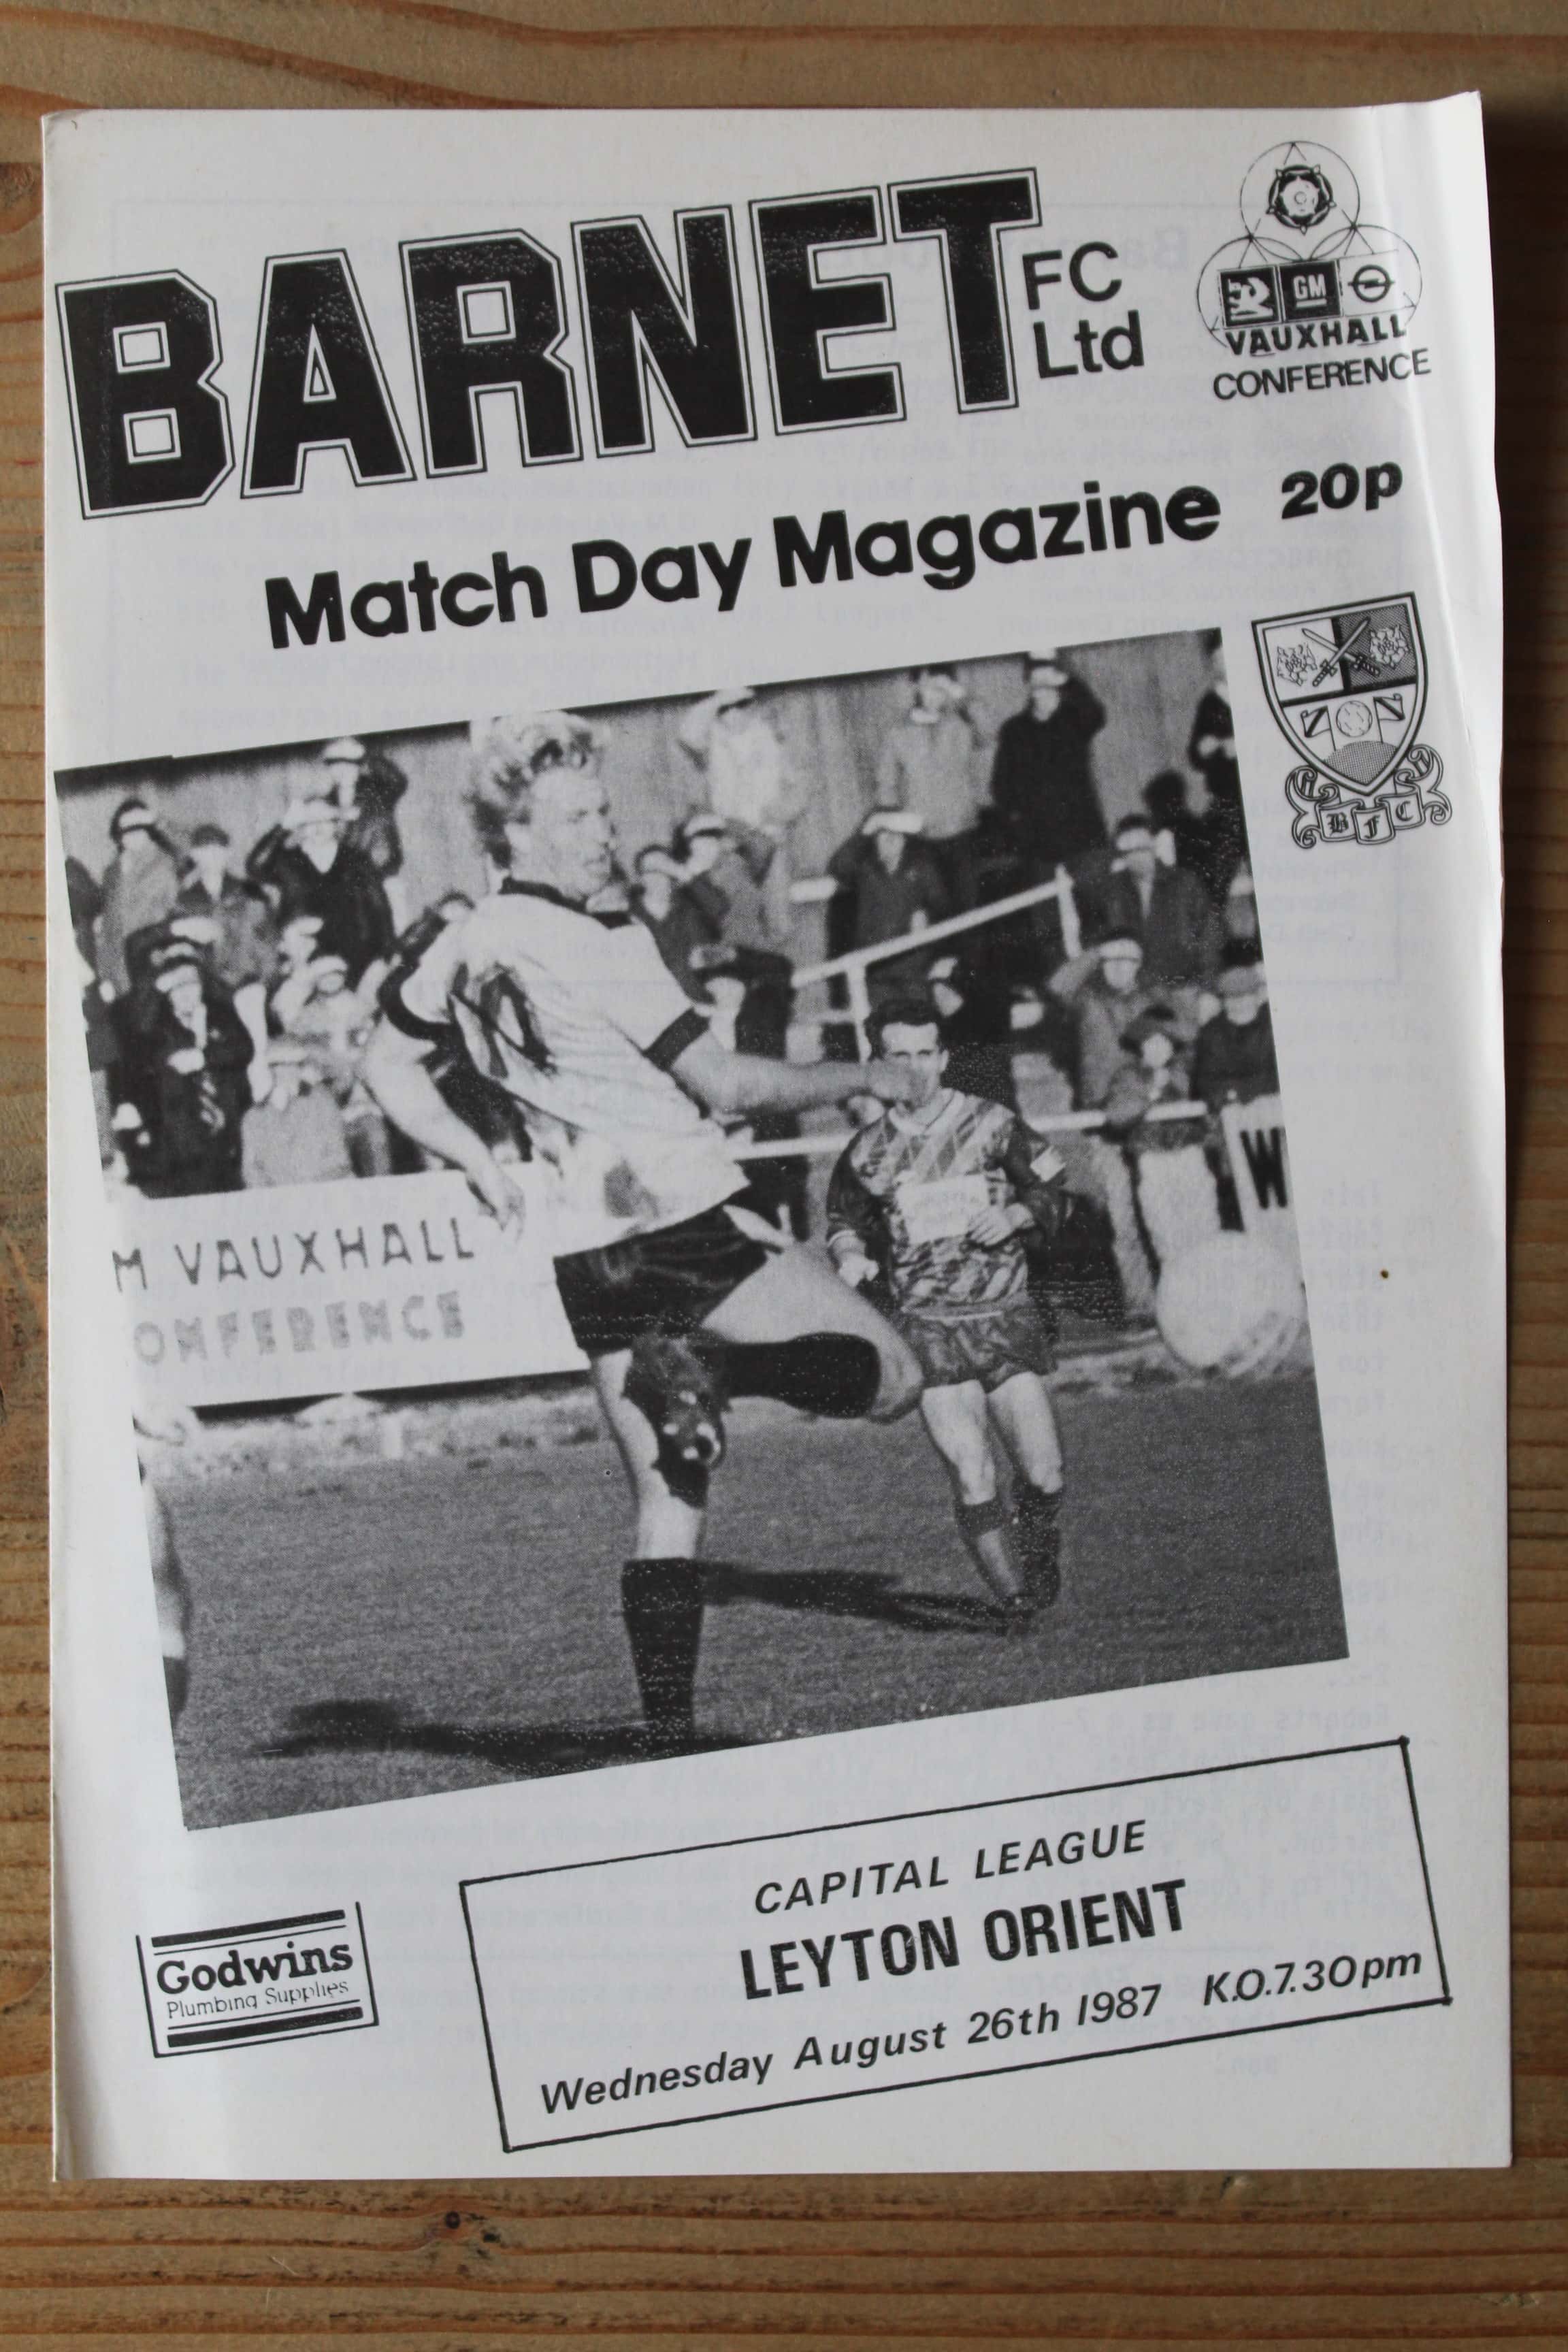 BARNET FC
Ltd
GM
VAUXHALL
CONFERENCE
Match Day Magazine 20p
B F C
M VAUXHALL
ONFERENCE
W
CAPITAL LEAGUE
LEYTON ORIENT
Wednesday August 26th 1987 K.O.7.30pm
Godwins
Plumbing Supplies